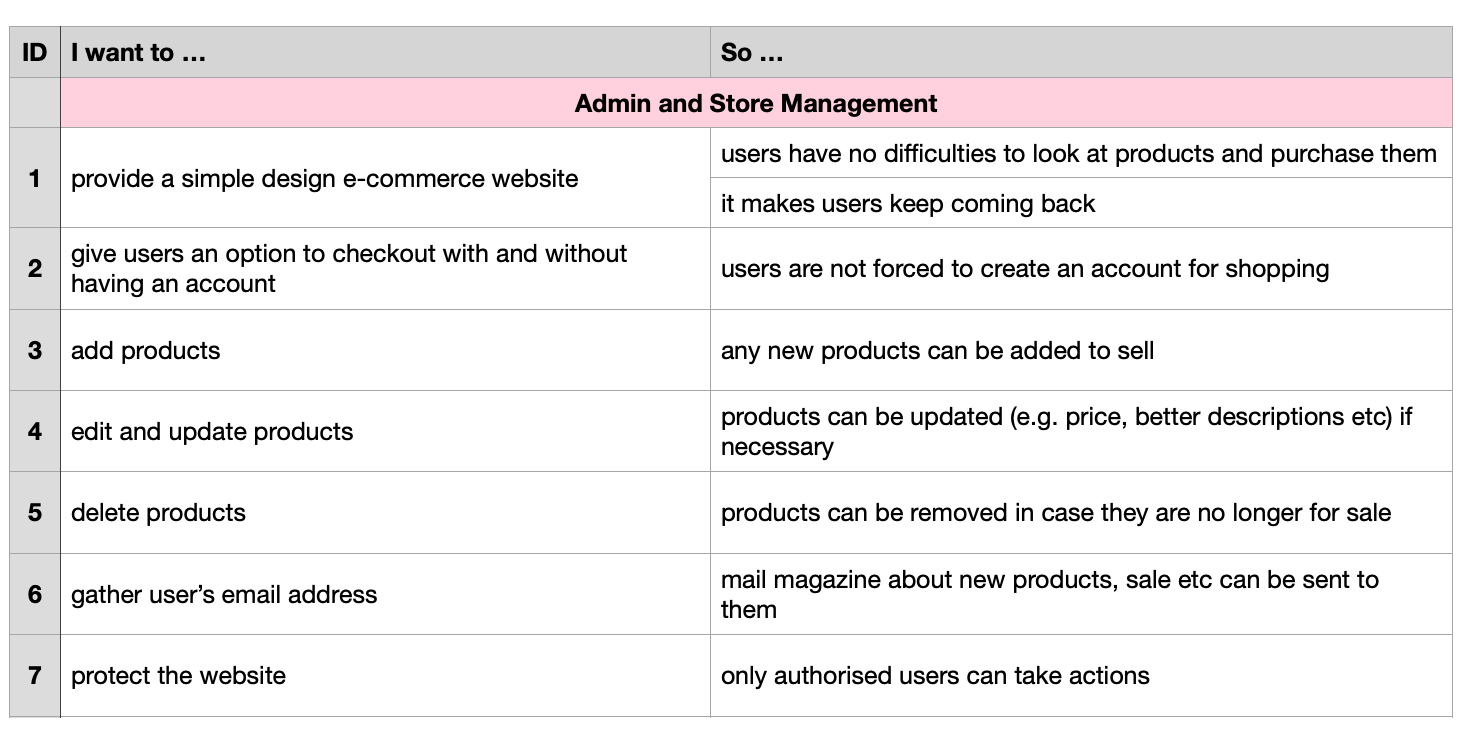 ID I want to … So …
Admin and Store Management
1 provide a simple design e-commerce website
users have no difficulties to look at products and purchase them
it makes users keep coming back
2 give users an option to checkout with and without
having an account
users are not forced to create an account for shopping
3 add products
any new products can be added to sell
4 edit and update products
products can be updated (e.g. price, better descriptions etc) if
necessary
5 delete products
products can be removed in case they are no longer for sale
6 gather user’s email address
mail magazine about new products, sale etc can be sent to
them
7 protect the website
only authorised users can take actions